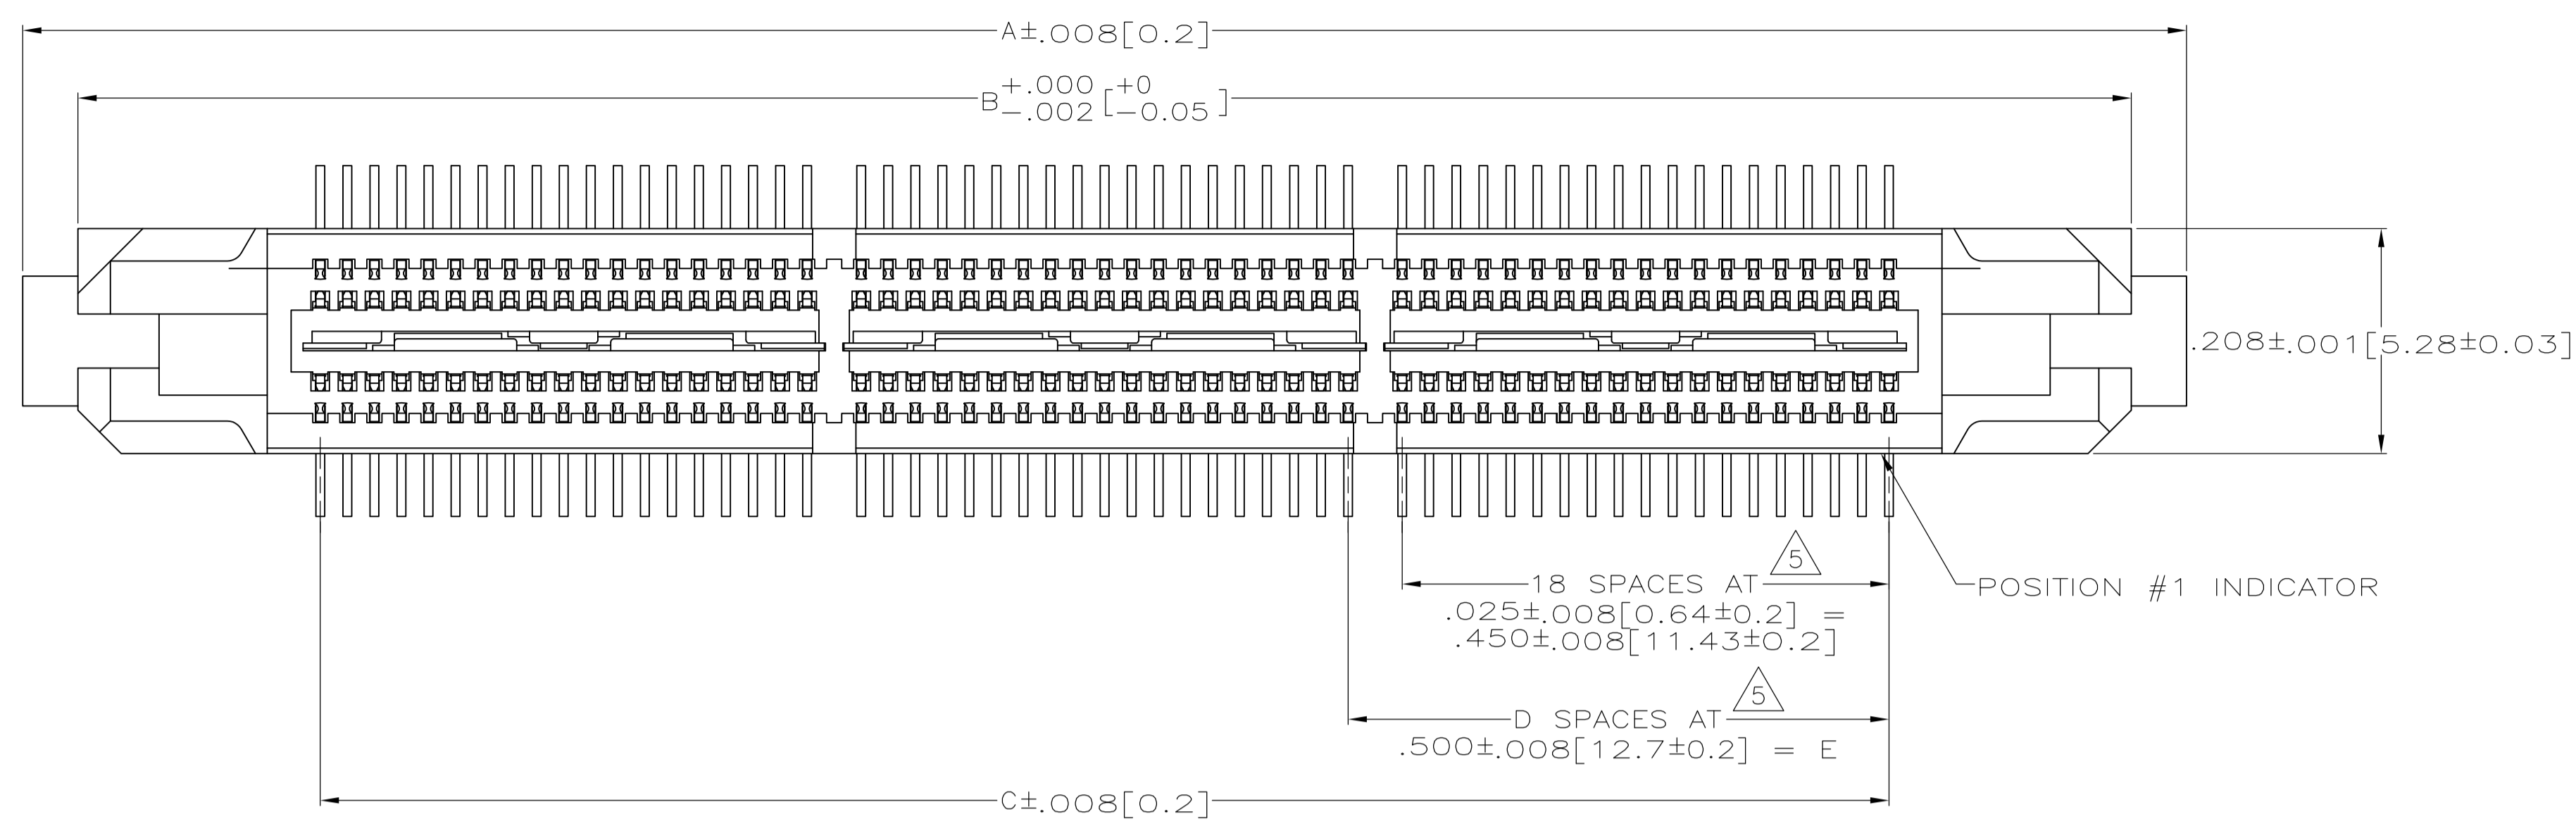 A±.008[0.2]
B+.000 -.002 [+0 -0.05]
.208±.001[5.28±0.03]
5
18 SPACES AT
.025±.008[0.64±0.2] =
.450±.008[11.43±0.2]
POSITION #1 INDICATOR
5
D SPACES AT
.500±.008[12.7±0.2] = E
C±.008[0.2]